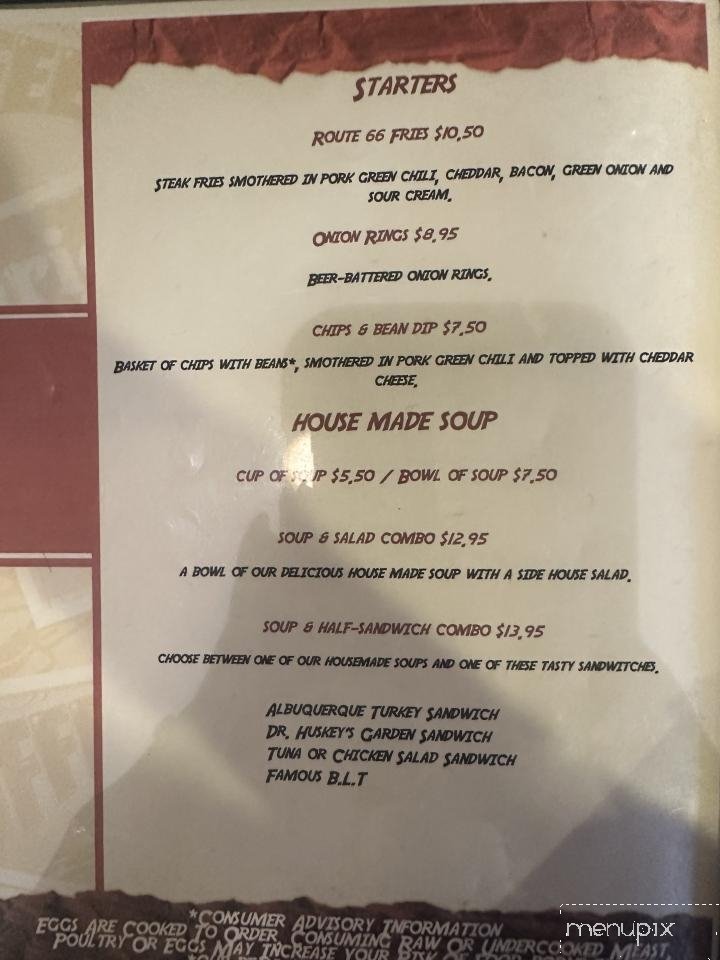 STARTERS
ROUTE 66 FRIES $10.50
STEAK FRIES SMOTHERED IN PORK GREEN CHILI, CHEDDAR, BACON, GREEN ONION AND
SOUR CREAM.
ONION RINGS $8.95
BEER-BATTERED ONION RINGS.
CHIPS & BEAN DIP $7.50
BASKET OF CHIPS WITH BEANS*, SMOTHERED IN PORK GREEN CHILI AND TOPPED WITH CHEDDAR
CHEESE.
HOUSE MADE SOUP
CUP OF SOUP $5.50 / BOWL OF SOUP $7.50
SOUP & SALAD COMBO $12.95
A BOWL OF OUR DELICIOUS HOUSE MADE SOUP WITH A SIDE HOUSE SALAD.
SOUP & HALF-SANDWICH COMBO $13.95
CHOOSE BETWEEN ONE OF OUR HOUSEMADE SOUPS AND ONE OF THESE TASTY SANDWITCHES.
ALBUQUERQUE TURKEY SANDWICH
DR. HUSKEY'S GARDEN SANDWICH
TUNA OR CHICKEN SALAD SANDWICH
FAMOUS B.L.T
*CONSUMER ADVISORY INFORMATION
EGGS ARE COOKED TO ORDER. CONSUMING RAW OR UNDERCOOKED MEAT,
POULTRY OR EGGS MAY INCREASE YOUR RISK OF FOOD
menupix